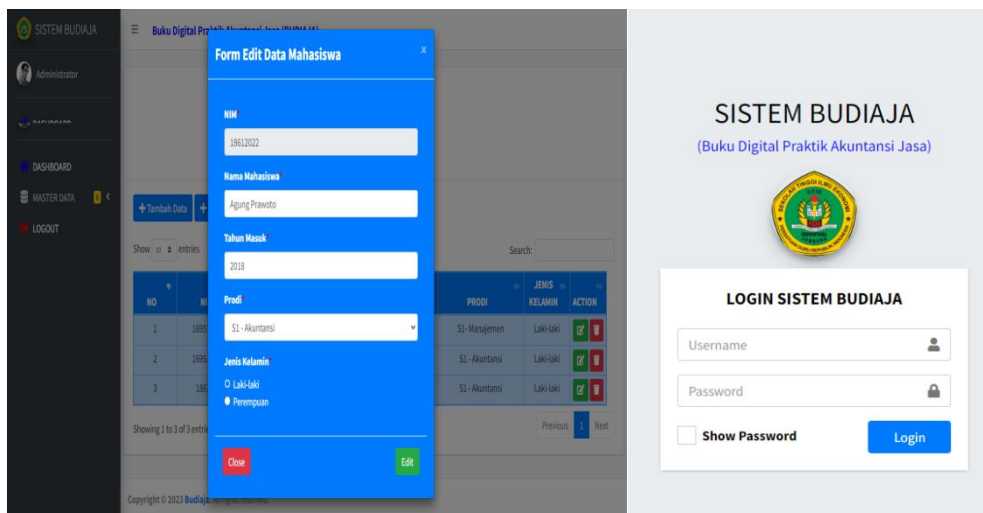 SISTEM BUDIAJA
Administrator
DASHBOARD
MASTER DATA
LOGOUT
Buku Digital
Form Edit Data Mahasiswa
x
NIM*
18612022
Nama Mahasiswa*
Agung Prawoto
Tahun Masuk*
2018
Prodi*
S1 - Akuntansi
Jenis Kelamin*
Laki-laki
Perempuan
Close
Edit
+ Tambah Data
+
Show 10 entries
Search:
NO
PRODI
JENIS KELAMIN
ACTION
1
S1- Manajemen
Laki-laki
2
S1 - Akuntansi
Laki-laki
3
S1 - Akuntansi
Laki-laki
Showing 1 to 3 of 3
Previous 1 Next
Copyright © 2023 Budiaja.
SISTEM BUDIAJA
(Buku Digital Praktik Akuntansi Jasa)
LOGIN SISTEM BUDIAJA
Username
Password
Show Password
Login